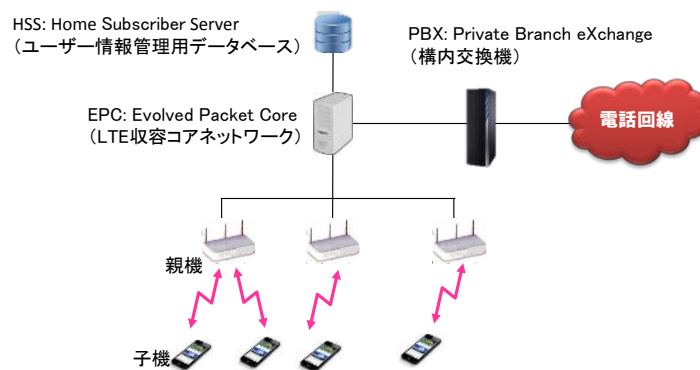 HSS: Home Subscriber Server
（ユーザー情報管理用データベース）
PBX: Private Branch eXchange
（構内交換機）
EPC: Evolved Packet Core
（LTE収容コアネットワーク）
電話回線
親機
子機